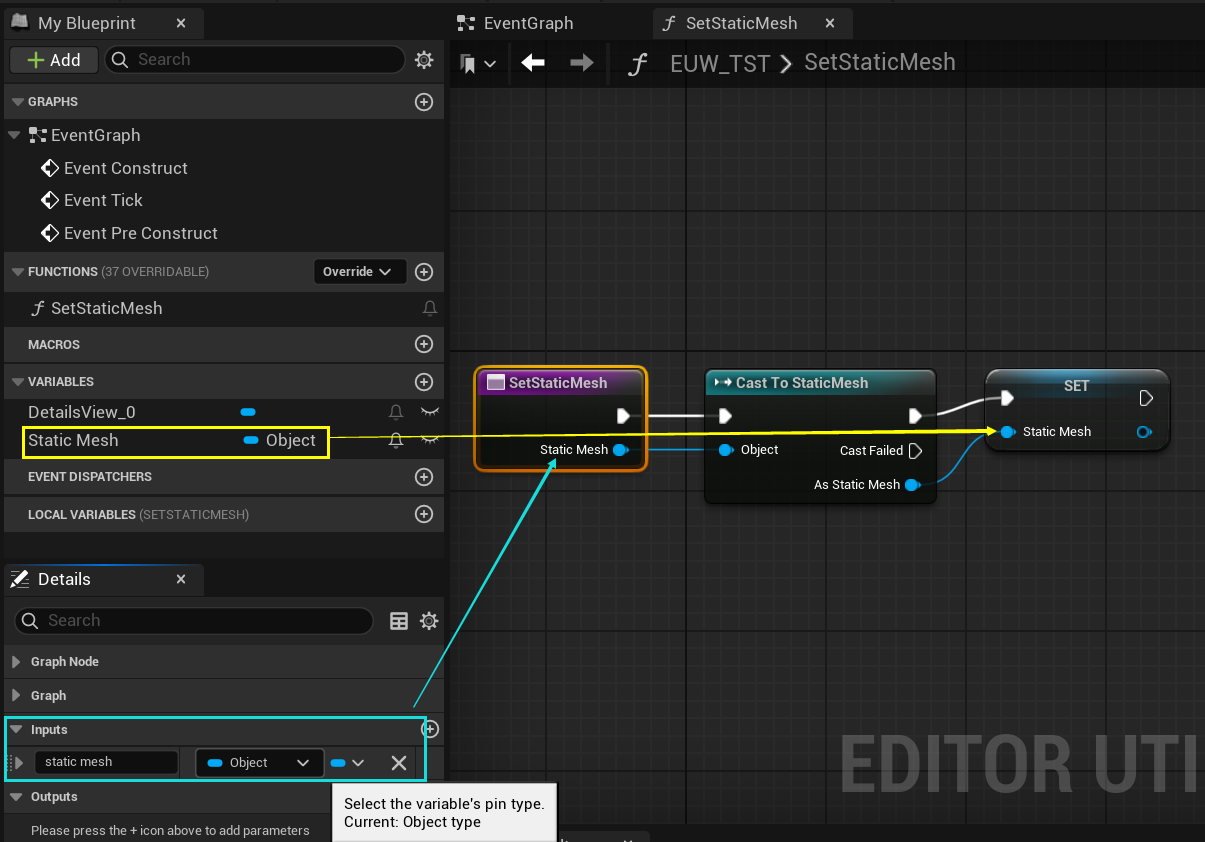 My Blueprint
EventGraph
SetStaticMesh
Add
Search
EUW_TST
SetStaticMesh
GRAPHS
EventGraph
Event Construct
Event Tick
Event Pre Construct
FUNCTIONS (37 OVERRIDABLE)
Override
SetStaticMesh
MACROS
VARIABLES
DetailsView_0
Static Mesh
Object
EVENT DISPATCHERS
LOCAL VARIABLES (SETSTATICMESH)
SetStaticMesh
Static Mesh
Cast To StaticMesh
Object
Cast Failed
As Static Mesh
SET
Static Mesh
Details
Search
Graph Node
Graph
Inputs
static mesh
Object
Outputs
Please press the + icon above to add parameters
Select the variable's pin type.
Current: Object type
EDITOR UTI